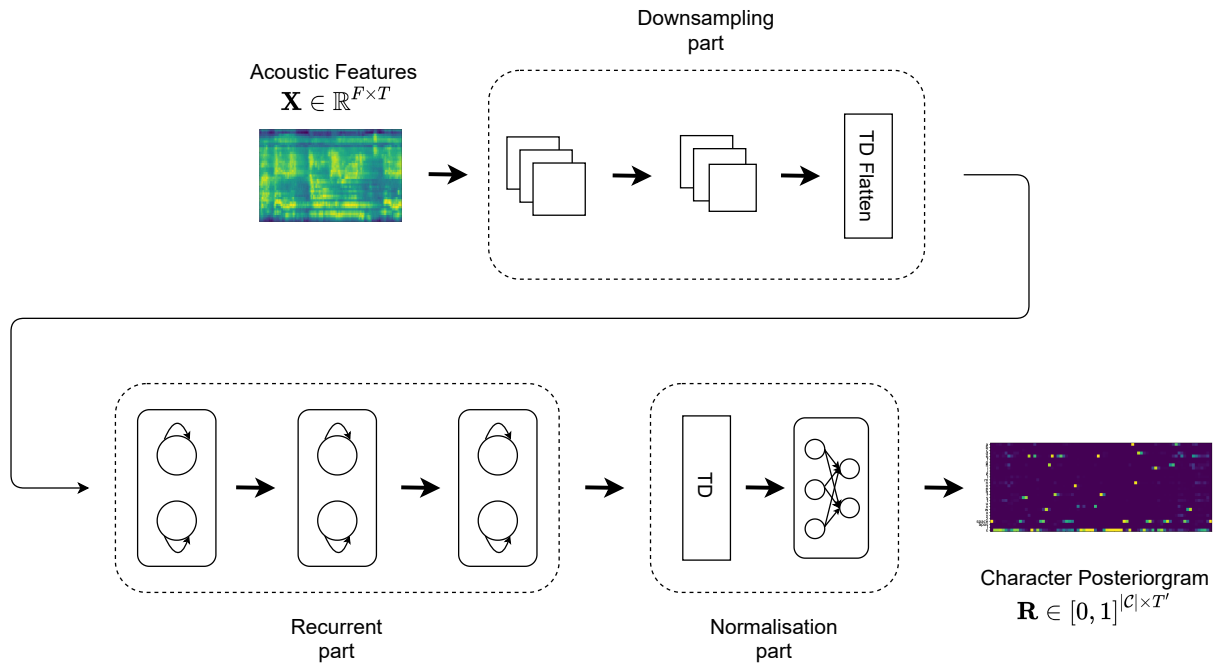 Downsampling
part
Acoustic Features
X ∈ ℝ^{F×T}
TD Flatten
TD
Recurrent
part
Normalisation
part
Character Posteriorgram
R ∈ [0, 1]^{|𝒞|×T′}